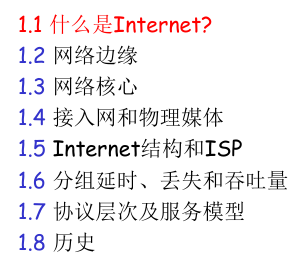 1.1 什么是Internet?
1.2 网络边缘
1.3 网络核心
1.4 接入网和物理媒体
1.5 Internet结构和ISP
1.6 分组延时、丢失和吞吐量
1.7 协议层次及服务模型
1.8 历史